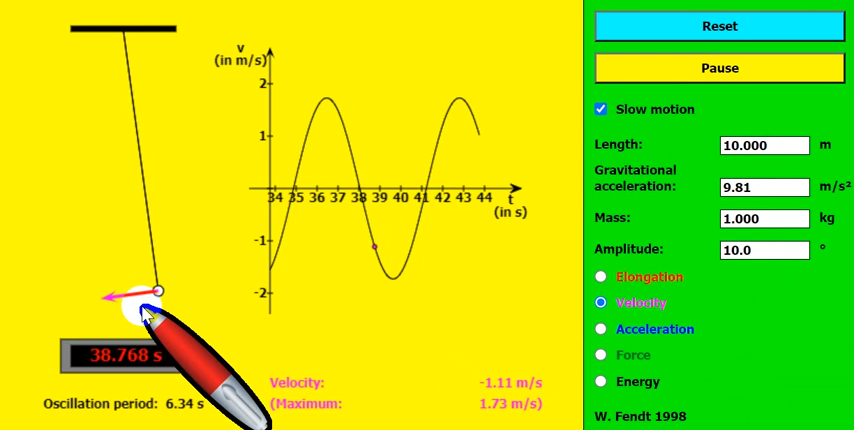 Reset
Pause
Slow motion
Length: 10.000 m
Gravitational
acceleration: 9.81 m/s²
Mass: 1.000 kg
Amplitude: 10.0 °
Elongation
Velocity
Acceleration
Force
Energy
W. Fendt 1998
v
(in m/s)
2
1
34 35 36 37 38 39 40 41 42 43 44 t
(in s)
-1
-2
38.768 s
Oscillation period: 6.34 s
Velocity: -1.11 m/s
(Maximum: 1.73 m/s)